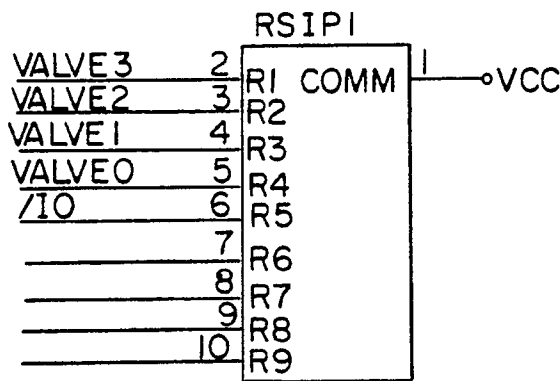 RSIP1
VALVE3 2 R1 COMM 1 VCC
VALVE2 3 R2
VALVE1 4 R3
VALVE0 5 R4
/IO 6 R5
7 R6
8 R7
9 R8
10 R9